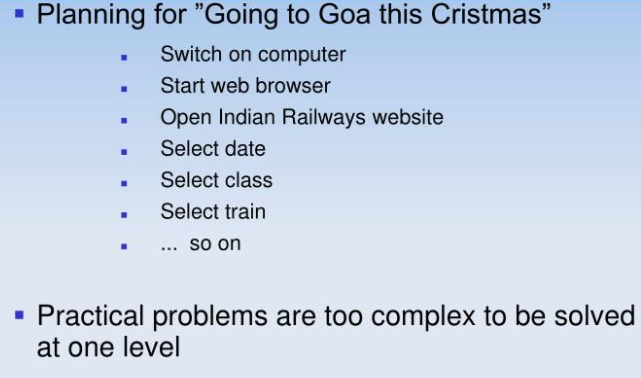 Planning for ”Going to Goa this Cristmas”
Switch on computer
Start web browser
Open Indian Railways website
Select date
Select class
Select train
... so on
Practical problems are too complex to be solved
at one level